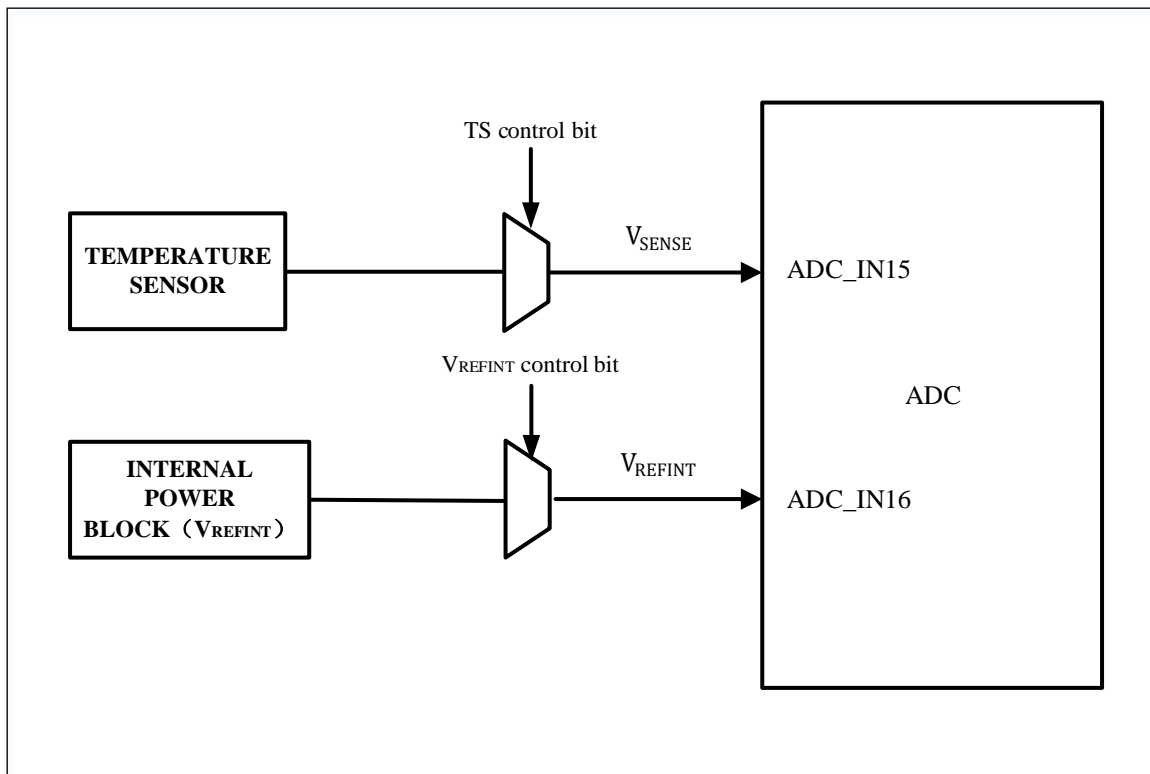 TS control bit
TEMPERATURE
SENSOR
VSENSE
ADC_IN15
VREFINT control bit
ADC
INTERNAL
POWER
BLOCK（VREFINT）
VREFINT
ADC_IN16